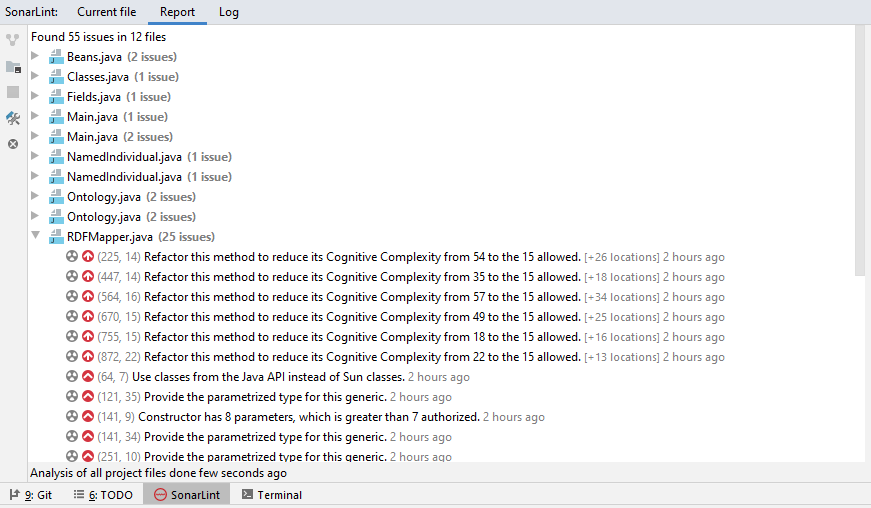 SonarLint: Current file Report Log
Found 55 issues in 12 files
Beans.java (2 issues)
Classes.java (1 issue)
Fields.java (1 issue)
Main.java (1 issue)
Main.java (2 issues)
NamedIndividual.java (1 issue)
NamedIndividual.java (1 issue)
Ontology.java (2 issues)
Ontology.java (2 issues)
RDFMapper.java (25 issues)
(225, 14) Refactor this method to reduce its Cognitive Complexity from 54 to the 15 allowed. [+26 locations] 2 hours ago
(447, 14) Refactor this method to reduce its Cognitive Complexity from 35 to the 15 allowed. [+18 locations] 2 hours ago
(564, 16) Refactor this method to reduce its Cognitive Complexity from 57 to the 15 allowed. [+34 locations] 2 hours ago
(670, 15) Refactor this method to reduce its Cognitive Complexity from 49 to the 15 allowed. [+25 locations] 2 hours ago
(755, 15) Refactor this method to reduce its Cognitive Complexity from 18 to the 15 allowed. [+16 locations] 2 hours ago
(872, 22) Refactor this method to reduce its Cognitive Complexity from 22 to the 15 allowed. [+13 locations] 2 hours ago
(64, 7) Use classes from the Java API instead of Sun classes. 2 hours ago
(121, 35) Provide the parametrized type for this generic. 2 hours ago
(141, 9) Constructor has 8 parameters, which is greater than 7 authorized. 2 hours ago
(141, 34) Provide the parametrized type for this generic. 2 hours ago
(251, 10) Provide the parametrized type for this generic. 2 hours ago
Analysis of all project files done few seconds ago
9: Git 6: TODO SonarLint Terminal